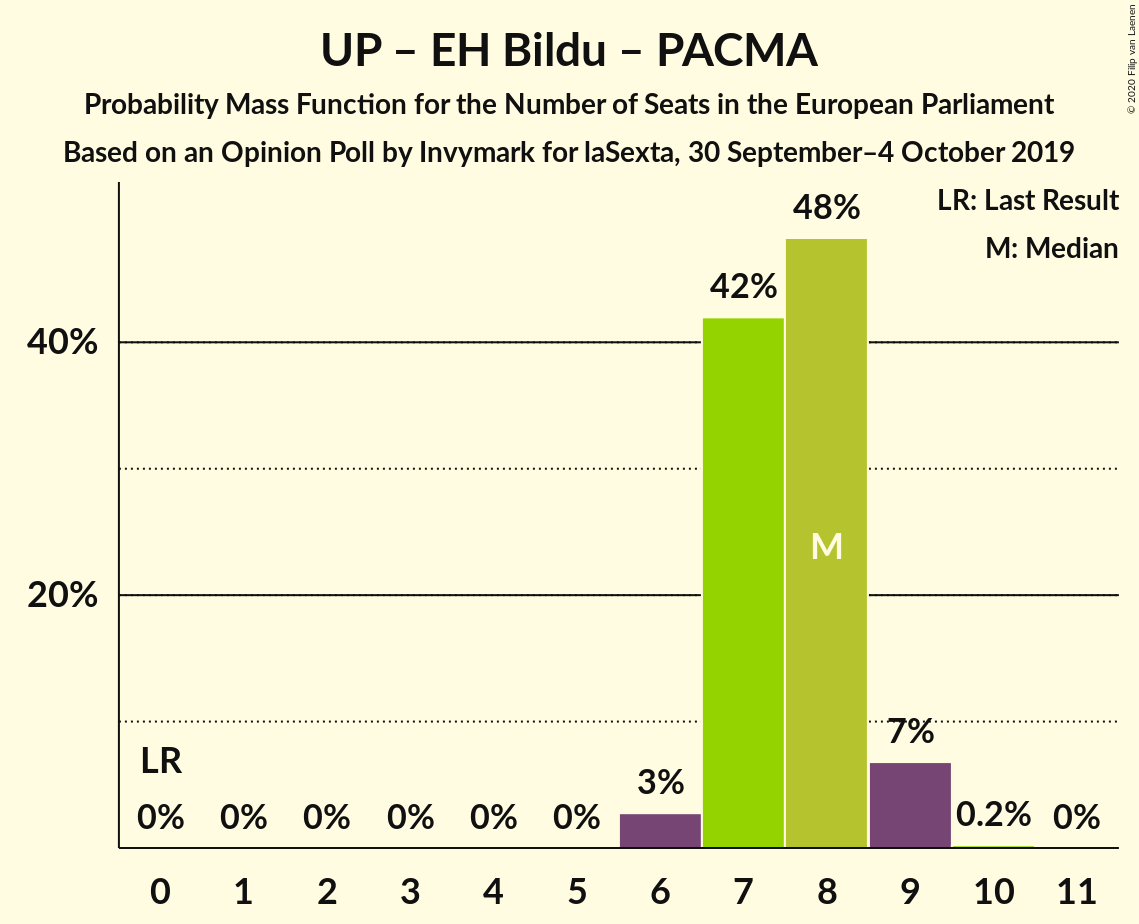 UP – EH Bildu – PACMA
Probability Mass Function for the Number of Seats in the European Parliament
Based on an Opinion Poll by Invymark for laSexta, 30 September–4 October 2019
© 2020 Filip van Laenen
LR: Last Result
M: Median
48%
42%
40%
M
20%
7%
LR
3%
0% 0% 0% 0% 0% 0% 0.2% 0%
0 1 2 3 4 5 6 7 8 9 10 11